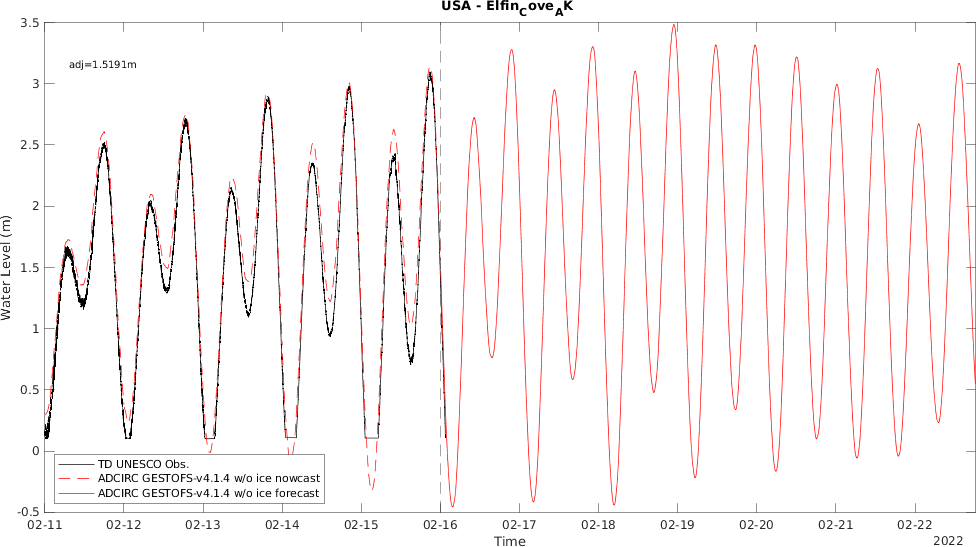 USA - ElfinCoveAK
adj=1.5191m
3.5
3
2.5
2
1.5
1
0.5
0
-0.5
Water Level (m)
TD UNESCO Obs.
ADCIRC GESTOFS-v4.1.4 w/o ice nowcast
ADCIRC GESTOFS-v4.1.4 w/o ice forecast
02-11 02-12 02-13 02-14 02-15 02-16 02-17 02-18 02-19 02-20 02-21 02-22
Time
2022